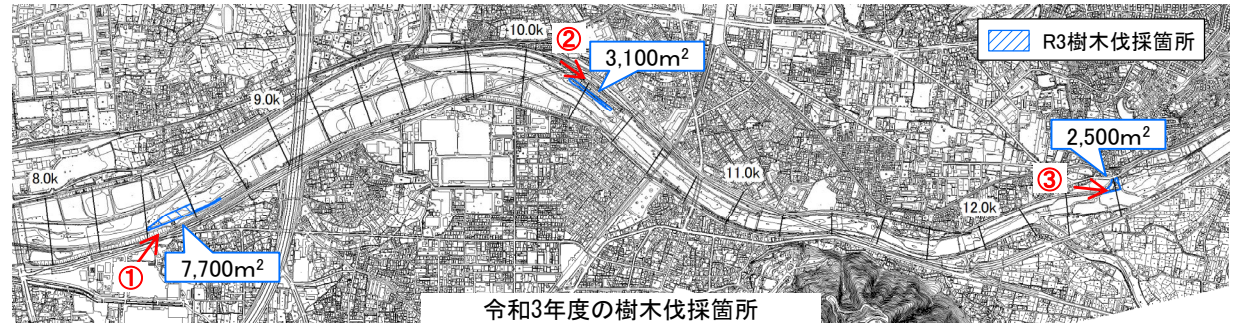 R3樹木伐採箇所
10.0k
②
3,100m²
9.0k
2,500m²
8.0k
11.0k
③
12.0k
①
7,700m²
令和3年度の樹木伐採箇所